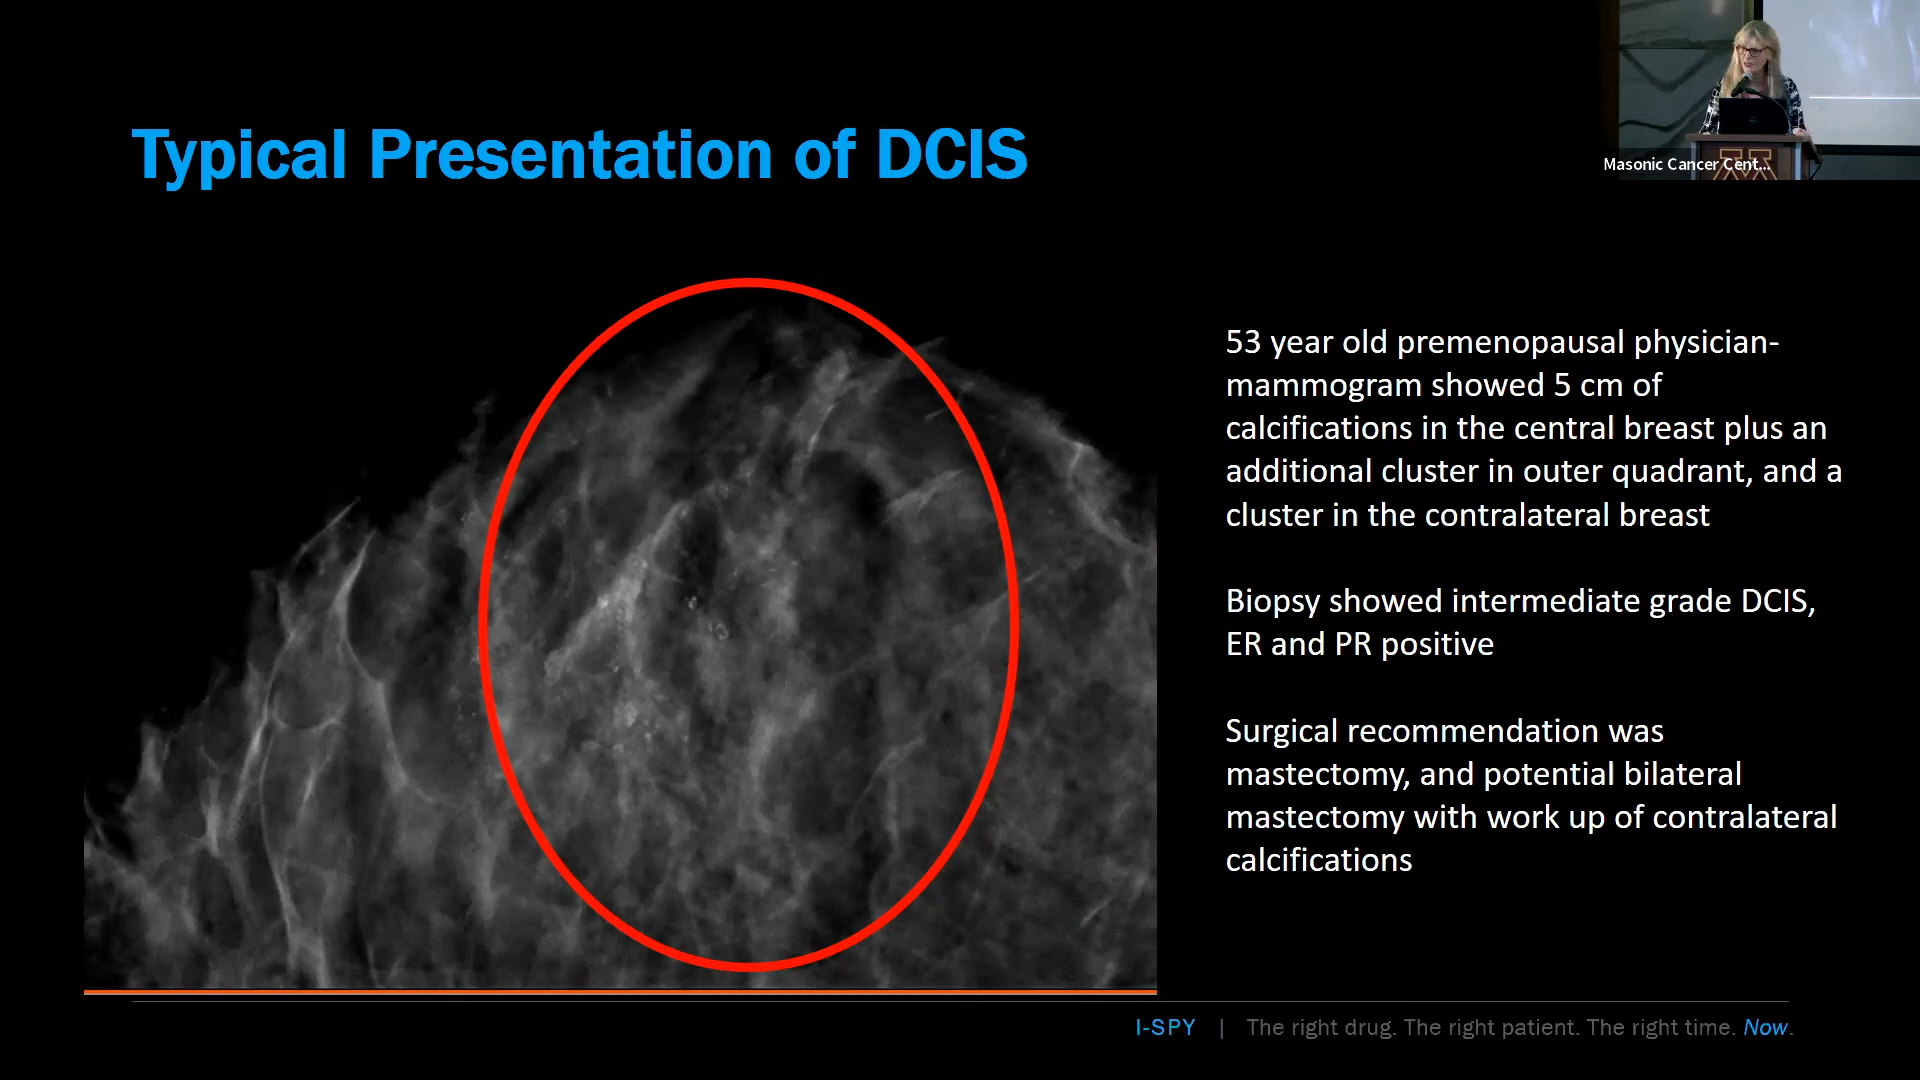 Typical Presentation of DCIS
Masonic Cancer Cent...
53 year old premenopausal physician-
mammogram showed 5 cm of
calcifications in the central breast plus an
additional cluster in outer quadrant, and a
cluster in the contralateral breast
Biopsy showed intermediate grade DCIS,
ER and PR positive
Surgical recommendation was
mastectomy, and potential bilateral
mastectomy with work up of contralateral
calcifications
I-SPY | The right drug. The right patient. The right time. Now.